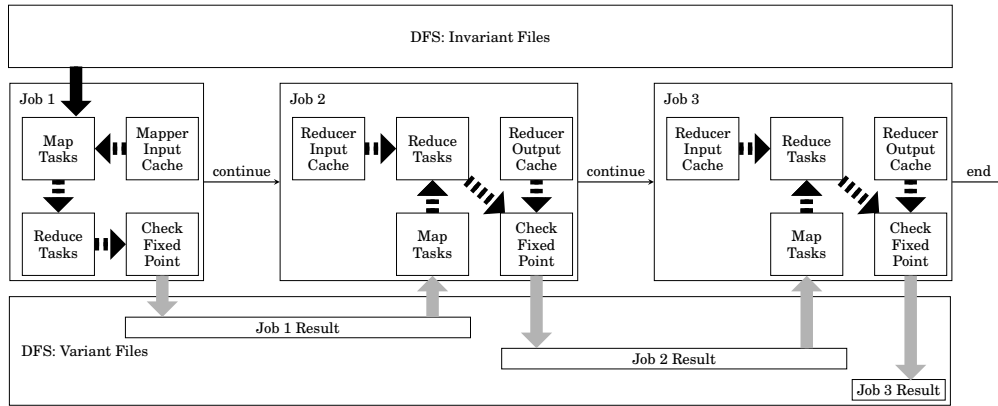 DFS: Invariant Files
Job 1
Map
Tasks
Mapper
Input
Cache
Reduce
Tasks
Check
Fixed
Point
continue
Job 2
Reducer
Input
Cache
Reduce
Tasks
Reducer
Output
Cache
Map
Tasks
Check
Fixed
Point
continue
Job 3
Reducer
Input
Cache
Reduce
Tasks
Reducer
Output
Cache
Map
Tasks
Check
Fixed
Point
end
DFS: Variant Files
Job 1 Result
Job 2 Result
Job 3 Result